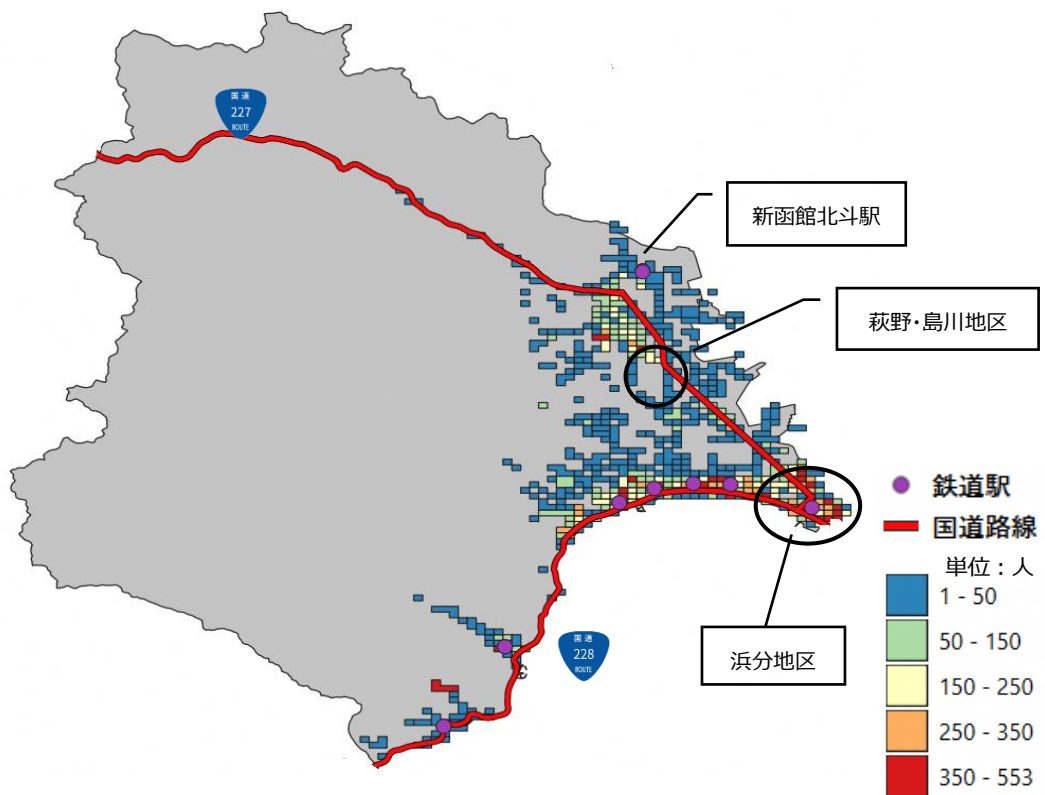 国道
227
ROUTE
新函館北斗駅
萩野・島川地区
鉄道駅
国道路線
単位：人
1 - 50
50 - 150
150 - 250
250 - 350
350 - 553
浜分地区
国道
228
ROUTE